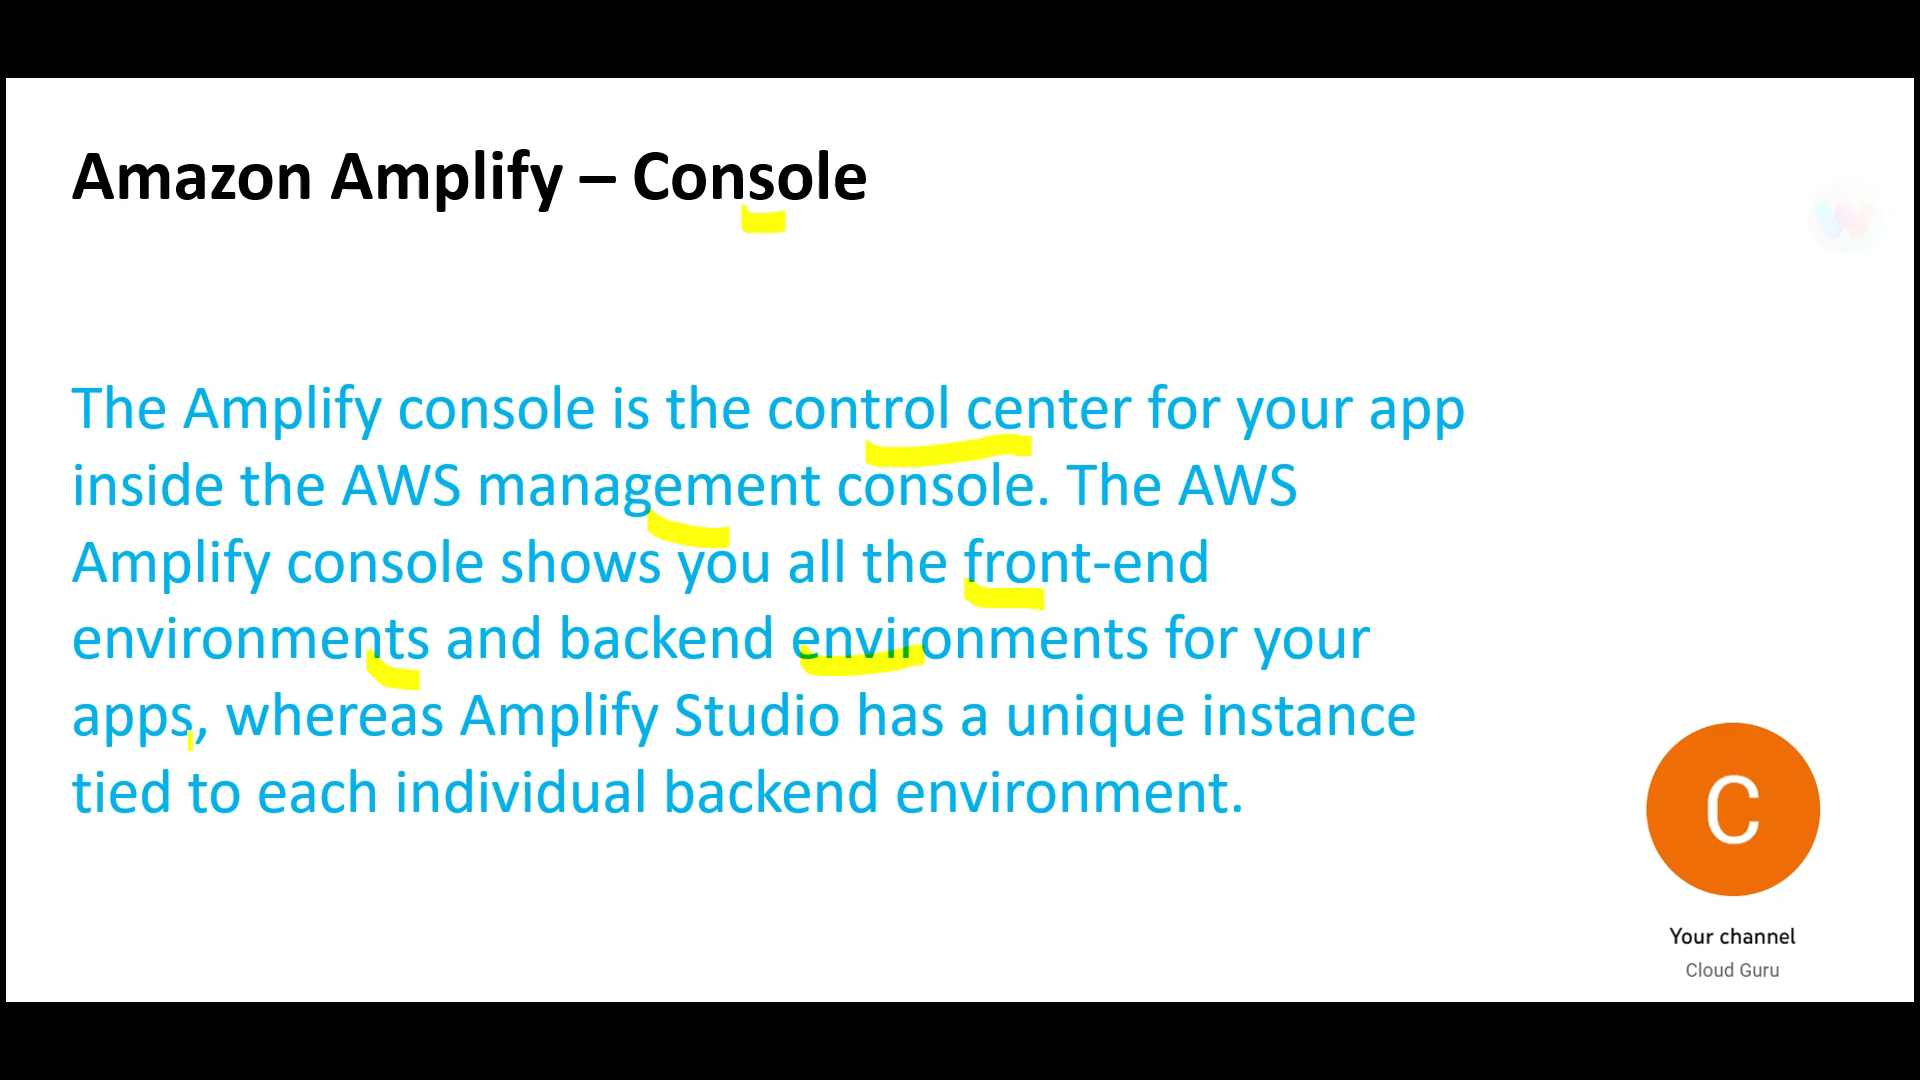 Amazon Amplify – Console
The Amplify console is the control center for your app
inside the AWS management console. The AWS
Amplify console shows you all the front-end
environments and backend environments for your
apps, whereas Amplify Studio has a unique instance
tied to each individual backend environment.
W
C
Your channel
Cloud Guru